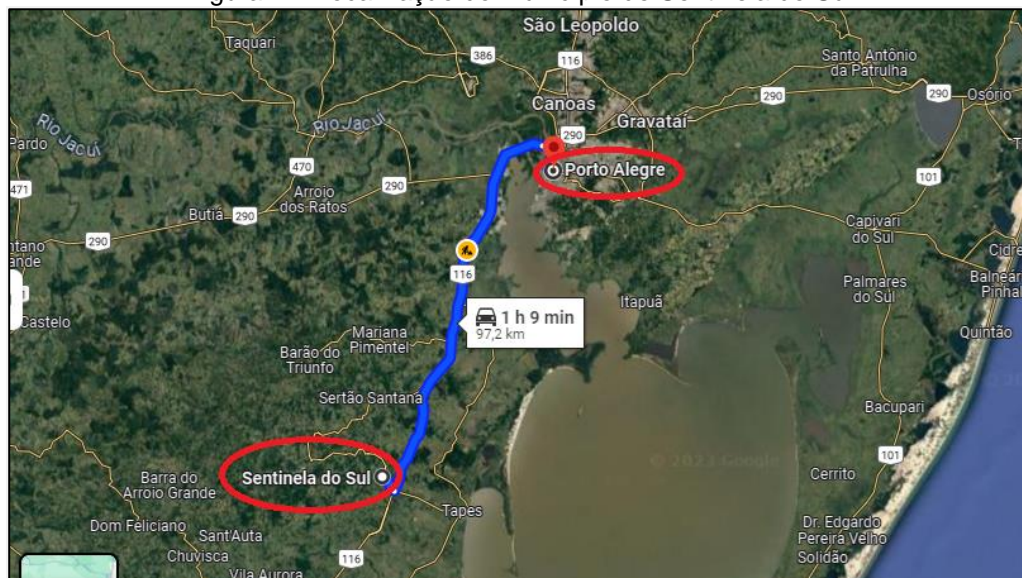 São Leopoldo
Taquari
386
116
Santo Antônio
da Patrulha
Canoas
290
290
Osório
Rio Jacuí
Rio Jacuí
290
Gravataí
Pardo
Porto Alegre
470
101
471
290
Arroio
dos Ratos
Butiá
290
Capivari
do Sul
290
116
Itapuã
Palmares
do Sul
1 h 9 min
97,2 km
Castelo
Mariana
Pimentel
Quintão
Barão do
Triunfo
Sertão Santana
Bacupari
101
© 2023 Google
Sentinela do Sul
Barra do
Arroio Grande
Cerrito
Tapes
Dom Feliciano
Sant'Auta
Dr. Edgardo
Pereira Velho
Chuvisca
116
Solidão
Vila Aurora